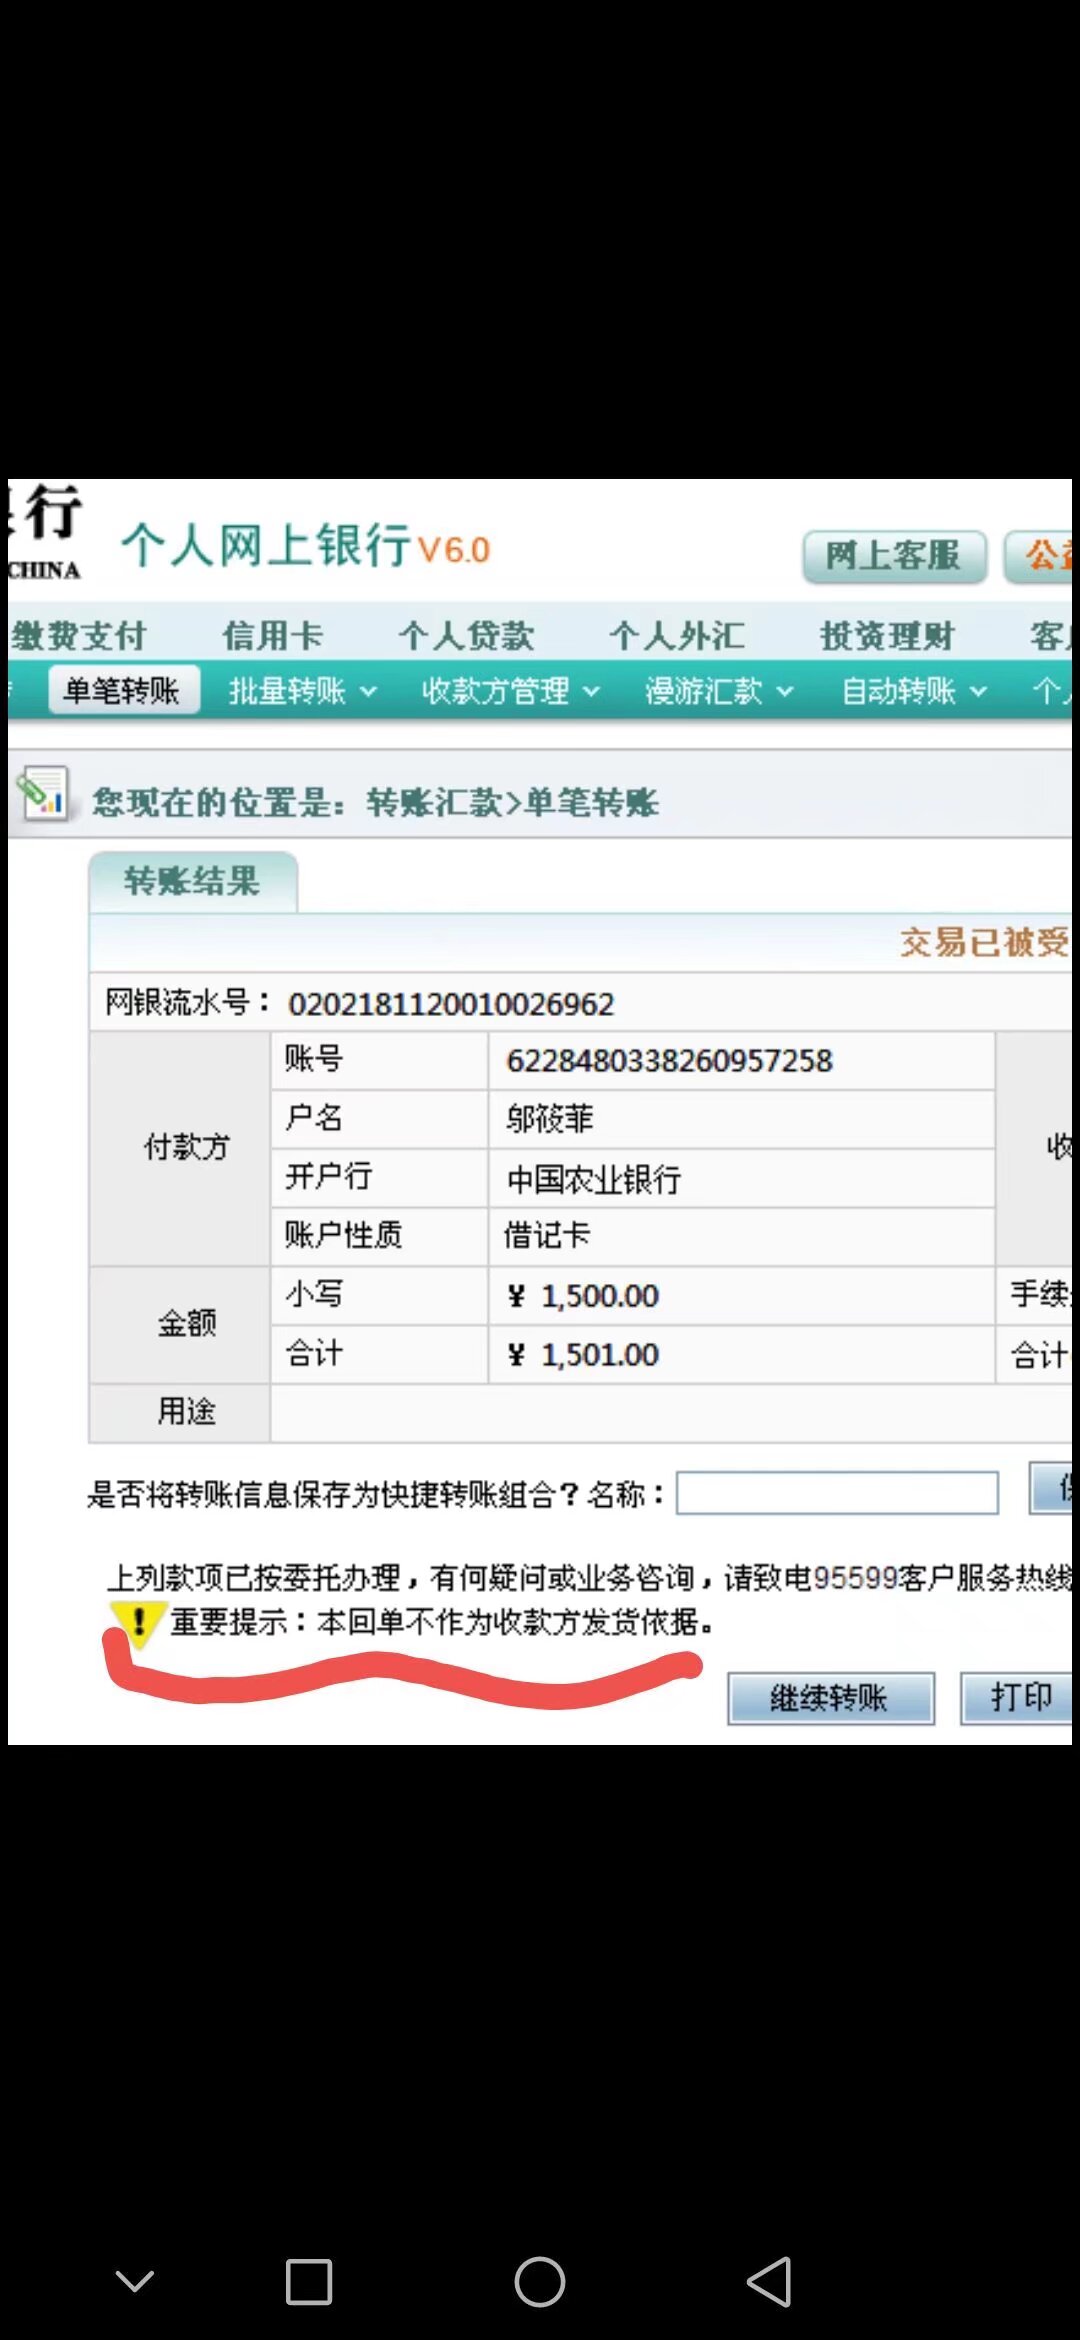 行
CHINA
个人网上银行V6.0
网上客服
缴费支付 信用卡 个人贷款 个人外汇 投资理财 客
单笔转账 批量转账 收款方管理 漫游汇款 自动转账 个
您现在的位置是：转账汇款>单笔转账
转账结果
交易已被受
网银流水号： 0202181120010026962
付款方
账号 6228480338260957258
户名 邬筱菲
开户行 中国农业银行
账户性质 借记卡
收
金额
小写 ¥ 1,500.00 手续
合计 ¥ 1,501.00 合计
用途
是否将转账信息保存为快捷转账组合？名称：
上列款项已按委托办理，有何疑问或业务咨询，请致电95599客户服务热线
重要提示：本回单不作为收款方发货依据。
继续转账 打印